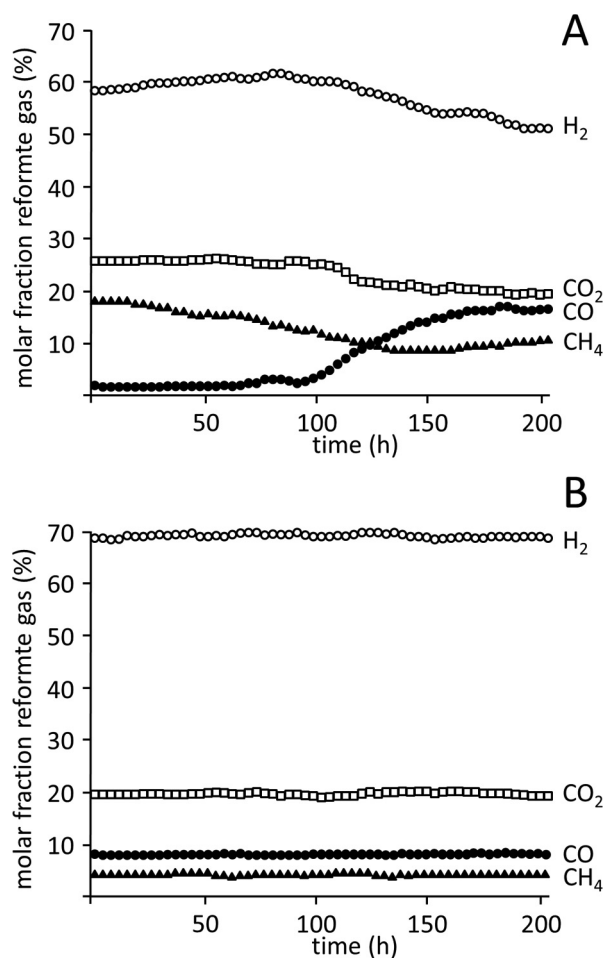 A
molar fraction reformte gas (%)
70
60
50
40
30
20
10
H₂
CO₂
CO
CH₄
50 100 150 200
time (h)
B
molar fraction reformte gas (%)
70
60
50
40
30
20
10
H₂
CO₂
CO
CH₄
50 100 150 200
time (h)